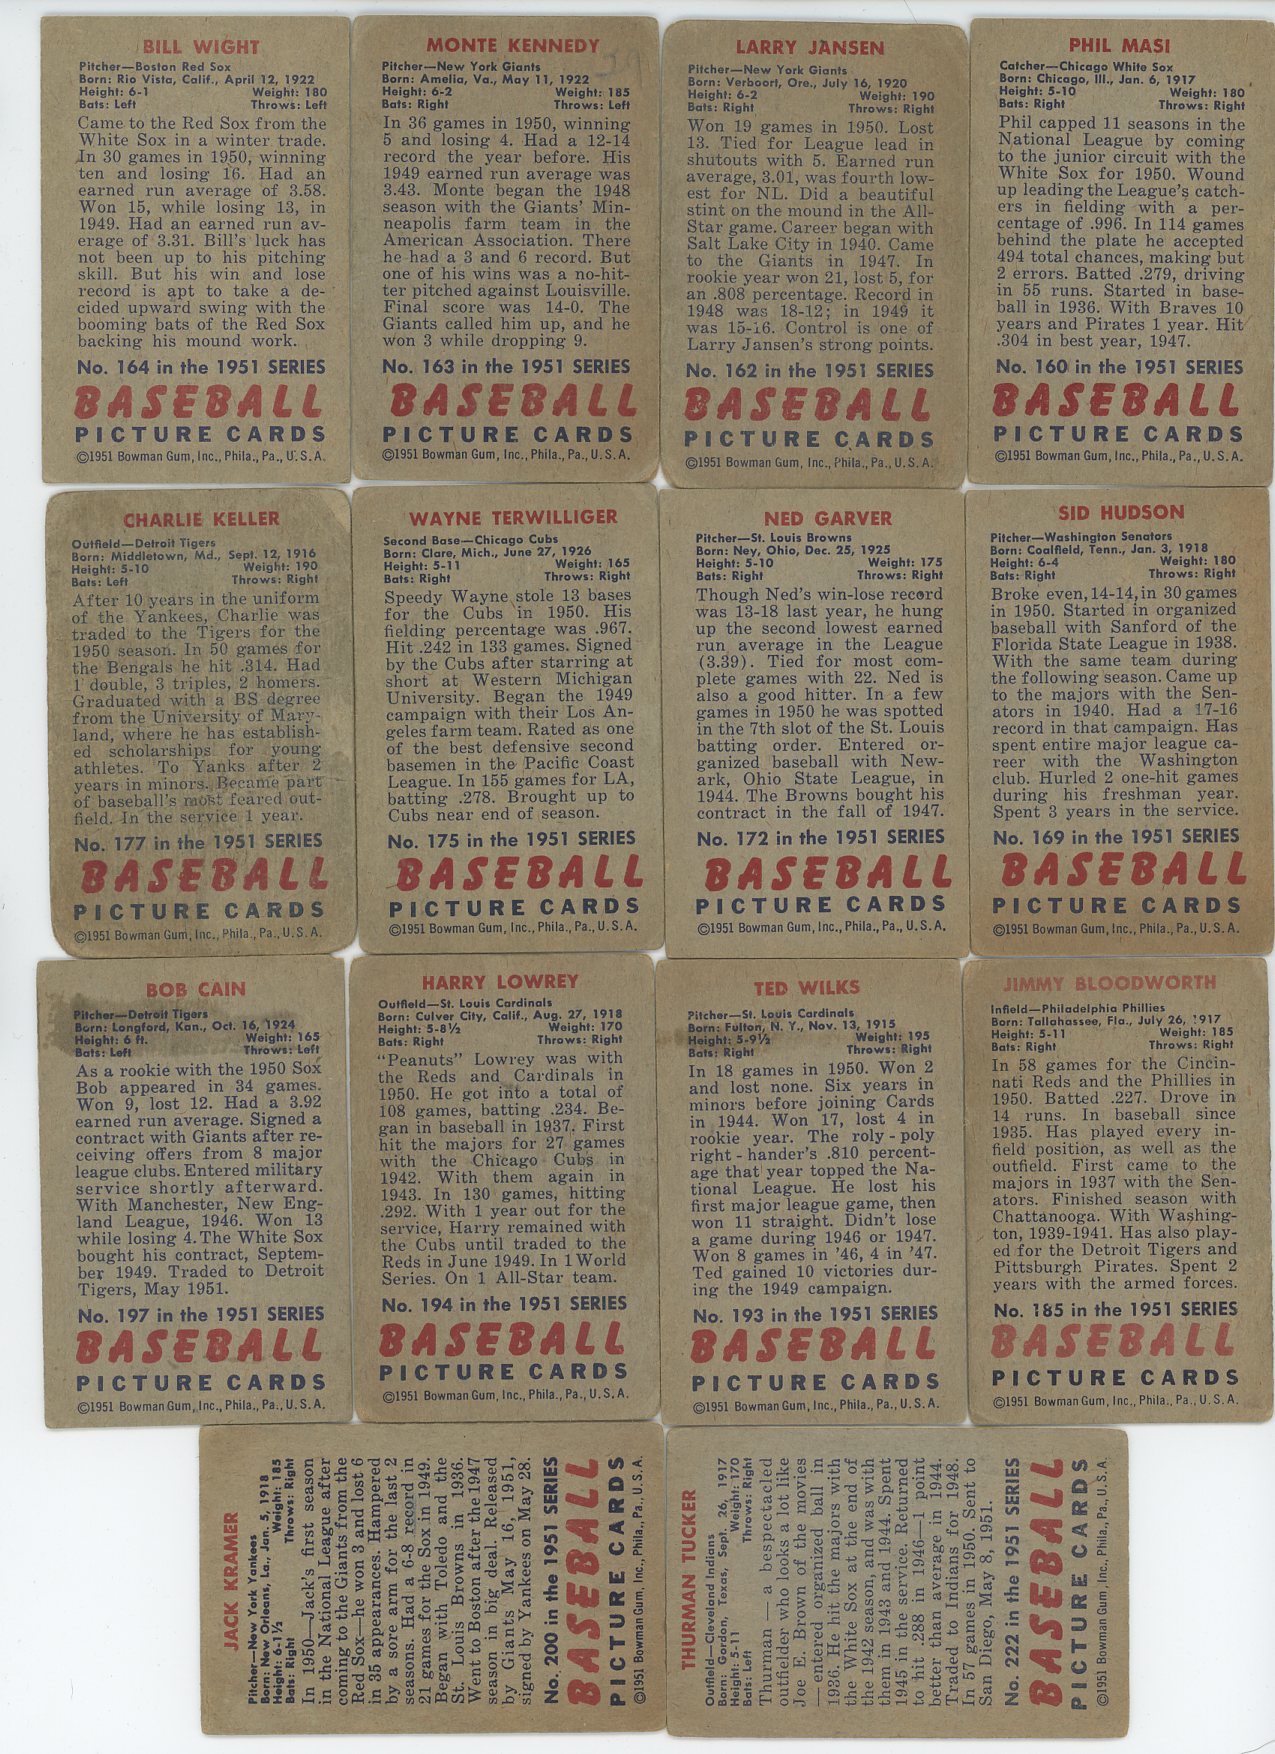 BILL WIGHT
Pitcher—Boston Red Sox
Born: Rio Vista, Calif., April 12, 1922
Height: 6-1 Weight: 180
Bats: Left Throws: Left
Came to the Red Sox from the
White Sox in a winter trade.
In 30 games in 1950, winning
ten and losing 16. Had an
earned run average of 3.58.
Won 15, while losing 13, in
1949. Had an earned run av-
erage of 3.31. Bill's luck has
not been up to his pitching
skill. But his win and lose
record is apt to take a de-
cided upward swing with the
booming bats of the Red Sox
backing his mound work.
No. 164 in the 1951 SERIES
BASEBALL
PICTURE CARDS
©1951 Bowman Gum, Inc., Phila., Pa., U.S.A.
MONTE KENNEDY
Pitcher—New York Giants
Born: Amelia, Va., May 11, 1922
Height: 6-2 Weight: 185
Bats: Right Throws: Left
In 36 games in 1950, winning
5 and losing 4. Had a 12-14
record the year before. His
1949 earned run average was
3.43. Monte began the 1948
season with the Giants' Min-
neapolis farm team in the
American Association. There
he had a 3 and 6 record. But
one of his wins was a no-hit-
ter pitched against Louisville.
Final score was 14-0. The
Giants called him up, and he
won 3 while dropping 9.
No. 163 in the 1951 SERIES
BASEBALL
PICTURE CARDS
©1951 Bowman Gum, Inc., Phila., Pa., U.S.A.
LARRY JANSEN
Pitcher—New York Giants
Born: Verboort, Ore., July 16, 1920
Height: 6-2 Weight: 190
Bats: Right Throws: Right
Won 19 games in 1950. Lost
13. Tied for League lead in
shutouts with 5. Earned run
average, 3.01, was fourth low-
est for NL. Did a beautiful
stint on the mound in the All-
Star game. Career began with
Salt Lake City in 1940. Came
to the Giants in 1947. In
rookie year won 21, lost 5, for
an .808 percentage. Record in
1948 was 18-12; in 1949 it
was 15-16. Control is one of
Larry Jansen's strong points.
No. 162 in the 1951 SERIES
BASEBALL
PICTURE CARDS
©1951 Bowman Gum, Inc., Phila., Pa., U.S.A.
PHIL MASI
Catcher—Chicago White Sox
Born: Chicago, Ill., Jan. 6, 1917
Height: 5-10 Weight: 180
Bats: Right Throws: Right
Phil capped 11 seasons in the
National League by coming
to the junior circuit with the
White Sox for 1950. Wound
up leading the League's catch-
ers in fielding with a per-
centage of .996. In 114 games
behind the plate he accepted
494 total chances, making but
2 errors. Batted .279, driving
in 55 runs. Started in base-
ball in 1936. With Braves 10
years and Pirates 1 year. Hit
.304 in best year, 1947.
No. 160 in the 1951 SERIES
BASEBALL
PICTURE CARDS
©1951 Bowman Gum, Inc., Phila., Pa., U.S.A.
CHARLIE KELLER
Outfield—Detroit Tigers
Born: Middletown, Md., Sept. 12, 1916
Height: 5-10 Weight: 190
Bats: Left Throws: Right
After 10 years in the uniform
of the Yankees, Charlie was
traded to the Tigers for the
1950 season. In 50 games for
the Bengals he hit .314. Had
1 double, 3 triples, 2 homers.
Graduated with a BS degree
from the University of Mary-
land, where he has establish-
ed scholarships for young
athletes. To Yanks after 2
years in minors. Became part
of baseball's most feared out-
field. In the service 1 year.
No. 177 in the 1951 SERIES
BASEBALL
PICTURE CARDS
©1951 Bowman Gum, Inc., Phila., Pa., U.S.A.
WAYNE TERWILLIGER
Second Base—Chicago Cubs
Born: Clare, Mich., June 27, 1926
Height: 5-11 Weight: 165
Bats: Right Throws: Right
Speedy Wayne stole 13 bases
for the Cubs in 1950. His
fielding percentage was .967.
Hit .242 in 133 games. Signed
by the Cubs after starring at
short at Western Michigan
University. Began the 1949
campaign with their Los An-
geles farm team. Rated as one
of the best defensive second
basemen in the Pacific Coast
League. In 155 games for LA,
batting .278. Brought up to
Cubs near end of season.
No. 175 in the 1951 SERIES
BASEBALL
PICTURE CARDS
©1951 Bowman Gum, Inc., Phila., Pa., U.S.A.
NED GARVER
Pitcher—St. Louis Browns
Born: Ney, Ohio, Dec. 25, 1925
Height: 5-10 Weight: 175
Bats: Right Throws: Right
Though Ned's win-lose record
was 13-18 last year, he hung
up the second lowest earned
run average in the League
(3.39). Tied for most com-
plete games with 22. Ned is
also a good hitter. In a few
games in 1950 he was spotted
in the 7th slot of the St. Louis
batting order. Entered or-
ganized baseball with New-
ark, Ohio State League, in
1944. The Browns bought his
contract in the fall of 1947.
No. 172 in the 1951 SERIES
BASEBALL
PICTURE CARDS
©1951 Bowman Gum, Inc., Phila., Pa., U.S.A.
SID HUDSON
Pitcher—Washington Senators
Born: Coalfield, Tenn., Jan. 3, 1918
Height: 6-4 Weight: 180
Bats: Right Throws: Right
Broke even, 14-14, in 30 games
in 1950. Started in organized
baseball with Sanford of the
Florida State League in 1938.
With the same team during
the following season. Came up
to the majors with the Sen-
ators in 1940. Had a 17-16
record in that campaign. Has
spent entire major league ca-
reer with the Washington
club. Hurled 2 one-hit games
during his freshman year.
Spent 3 years in the service.
No. 169 in the 1951 SERIES
BASEBALL
PICTURE CARDS
©1951 Bowman Gum, Inc., Phila., Pa., U.S.A.
BOB CAIN
Pitcher—Detroit Tigers
Born: Longford, Kan., Oct. 16, 1924
Height: 6 ft. Weight: 165
Bats: Left Throws: Left
As a rookie with the 1950 Sox
Bob appeared in 34 games.
Won 9, lost 12. Had a 3.92
earned run average. Signed a
contract with Giants after re-
ceiving offers from 8 major
league clubs. Entered military
service shortly afterward.
With Manchester, New Eng-
land League, 1946. Won 13
while losing 4. The White Sox
bought his contract, Septem-
ber 1949. Traded to Detroit
Tigers, May 1951.
No. 197 in the 1951 SERIES
BASEBALL
PICTURE CARDS
©1951 Bowman Gum, Inc., Phila., Pa., U.S.A.
HARRY LOWREY
Outfield—St. Louis Cardinals
Born: Culver City, Calif., Aug. 27, 1918
Height: 5-8½ Weight: 170
Bats: Right Throws: Right
"Peanuts" Lowrey was with
the Reds and Cardinals in
1950. He got into a total of
108 games, batting .234. Be-
gan in baseball in 1937. First
hit the majors for 27 games
with the Chicago Cubs in
1942. With them again in
1943. In 130 games, hitting
.292. With 1 year out for the
service, Harry remained with
the Cubs until traded to the
Reds in June 1949. In 1 World
Series. On 1 All-Star team.
No. 194 in the 1951 SERIES
BASEBALL
PICTURE CARDS
©1951 Bowman Gum, Inc., Phila., Pa., U.S.A.
TED WILKS
Pitcher—St. Louis Cardinals
Born: Fulton, N. Y., Nov. 13, 1915
Height: 5-9½ Weight: 195
Bats: Right Throws: Right
In 18 games in 1950. Won 2
and lost none. Six years in
minors before joining Cards
in 1944. Won 17, lost 4 in
rookie year. The roly-poly
right-hander's .810 percent-
age that year topped the Na-
tional League. He lost his
first major league game, then
won 11 straight. Didn't lose
a game during 1946 or 1947.
Won 8 games in '46, 4 in '47.
Ted gained 10 victories dur-
ing the 1949 campaign.
No. 193 in the 1951 SERIES
BASEBALL
PICTURE CARDS
©1951 Bowman Gum, Inc., Phila., Pa., U.S.A.
JIMMY BLOODWORTH
Infield—Philadelphia Phillies
Born: Tallahassee, Fla., July 26, 1917
Height: 5-11 Weight: 185
Bats: Right Throws: Right
In 58 games for the Cincin-
nati Reds and the Phillies in
1950. Batted .227. Drove in
14 runs. In baseball since
1935. Has played every in-
field position, as well as the
outfield. First came to the
majors in 1937 with the Sen-
ators. Finished season with
Chattanooga. With Washing-
ton, 1939-1941. Has also play-
ed for the Detroit Tigers and
Pittsburgh Pirates. Spent 2
years with the armed forces.
No. 185 in the 1951 SERIES
BASEBALL
PICTURE CARDS
©1951 Bowman Gum, Inc., Phila., Pa., U.S.A.
JACK KRAMER
Pitcher—New York Yankees
Born: New Orleans, La., Jan. 5, 1918
Height: 6-1½ Weight: 185
Bats: Right Throws: Right
In 1950—Jack's first season
in the National League after
coming to the Giants from the
Red Sox—he won 3 and lost 6
in 35 appearances. Hampered
by a sore arm for the last 2
seasons. Had a 6-8 record in
21 games for the Sox in 1949.
Began with Toledo and the
St. Louis Browns in 1936.
Went to Boston after the 1947
season in big deal. Released
by Giants May 16, 1951,
signed by Yankees on May 28.
No. 200 in the 1951 SERIES
BASEBALL
PICTURE CARDS
©1951 Bowman Gum, Inc., Phila., Pa., U.S.A.
THURMAN TUCKER
Outfield—Cleveland Indians
Born: Gordon, Texas, Sept. 26, 1917
Height: 5-11 Weight: 170
Bats: Left Throws: Right
Thurman — a bespectacled
outfielder who looks a lot like
Joe E. Brown of the movies
— entered organized ball in
1936. He hit the majors with
the White Sox at the end of
the 1942 season, and was with
them in 1943 and 1944. Spent
1945 in the service. Returned
to hit .288 in 1946—1 point
better than average in 1944.
Traded to Indians for 1948.
In 57 games in 1950. Sent to
San Diego, May 8, 1951.
No. 222 in the 1951 SERIES
BASEBALL
PICTURE CARDS
©1951 Bowman Gum, Inc., Phila., Pa., U.S.A.